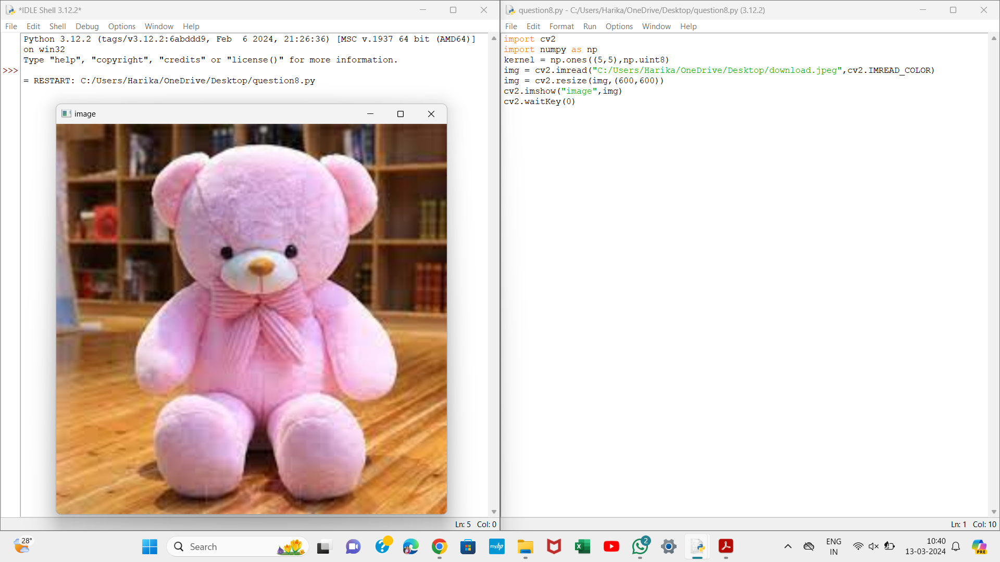 *IDLE Shell 3.12.2*
File Edit Shell Debug Options Window Help
Python 3.12.2 (tags/v3.12.2:6abddd9, Feb  6 2024, 21:26:36) [MSC v.1937 64 bit (AMD64)]
on win32
Type "help", "copyright", "credits" or "license()" for more information.
>>>
= RESTART: C:/Users/Harika/OneDrive/Desktop/question8.py
image
Ln: 5 Col: 0
question8.py - C:/Users/Harika/OneDrive/Desktop/question8.py (3.12.2)
File Edit Format Run Options Window Help
import cv2
import numpy as np
kernel = np.ones((5,5),np.uint8)
img = cv2.imread("C:/Users/Harika/OneDrive/Desktop/download.jpeg",cv2.IMREAD_COLOR)
img = cv2.resize(img,(600,600))
cv2.imshow("image",img)
cv2.waitKey(0)
Ln: 1 Col: 10
28°
Search
myhp
2
ENG
IN
10:40
13-03-2024
PRE